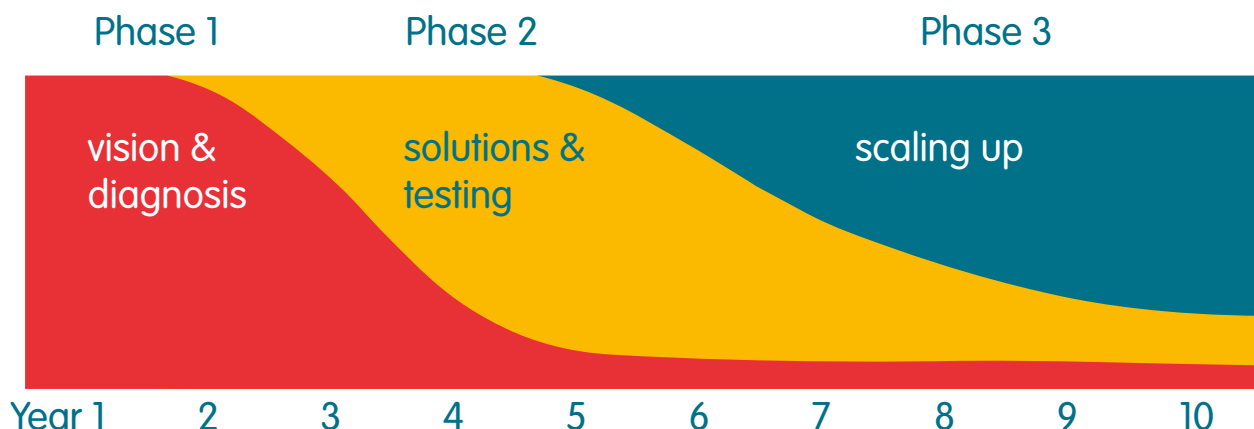 Phase 1 Phase 2 Phase 3
vision &
diagnosis
solutions &
testing
scaling up
Year 1 2 3 4 5 6 7 8 9 10